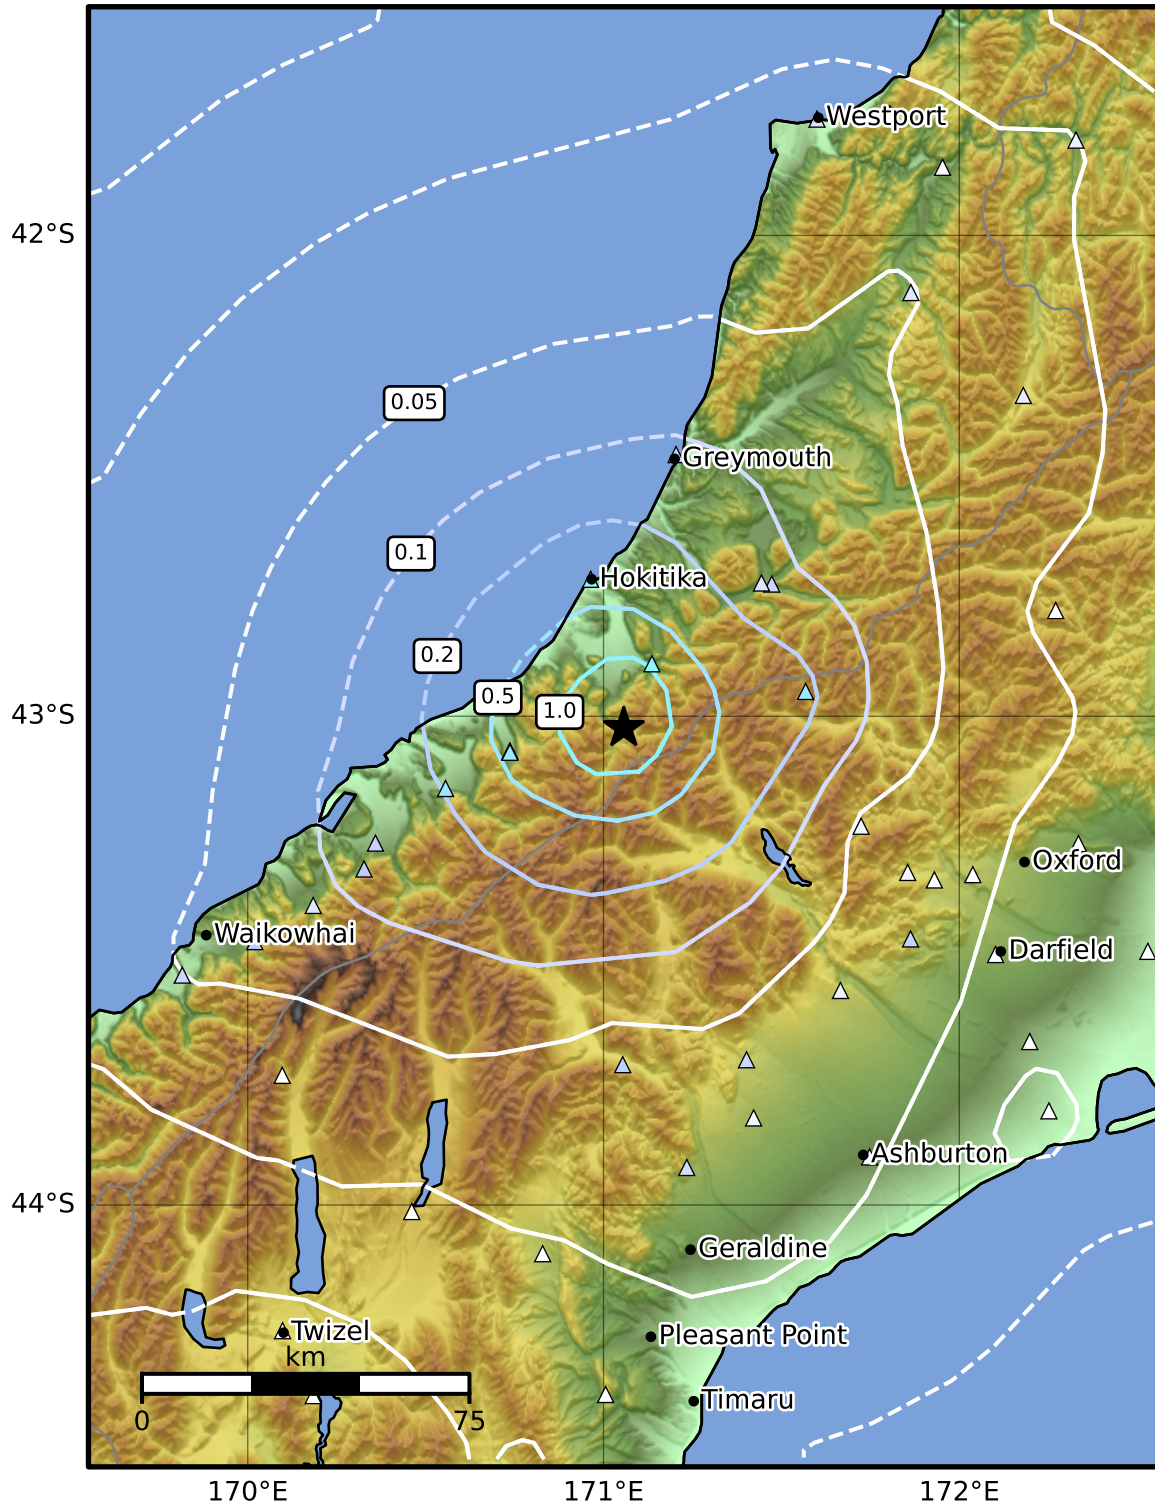 Westport
42°S
0.05
Greymouth
0.1
Hokitika
0.2
0.5
1.0
43°S
Oxford
Waikowhai
Darfield
Ashburton
44°S
Geraldine
Twizel
Pleasant Point
km
Timaru
0
75
170°E
171°E
172°E